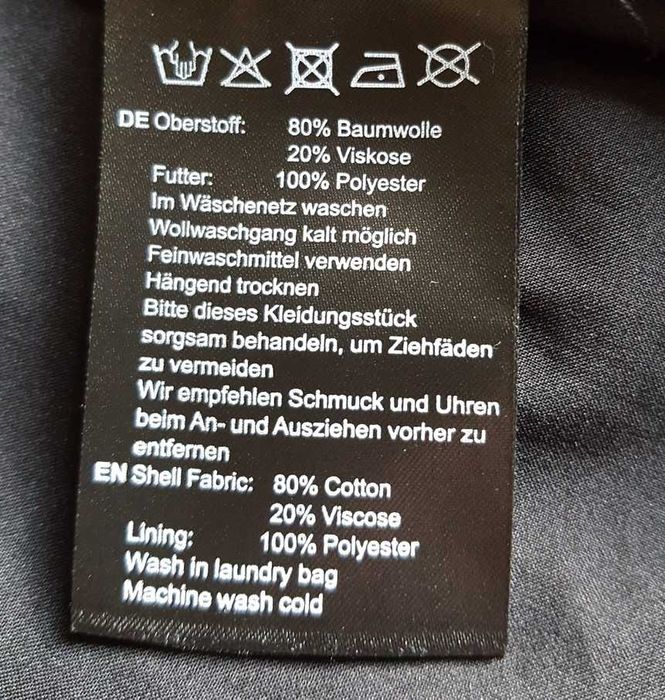 DE Oberstoff: 80% Baumwolle
20% Viskose
Futter: 100% Polyester
Im Wäschenetz waschen
Wollwaschgang kalt möglich
Feinwaschmittel verwenden
Hängend trocknen
Bitte dieses Kleidungsstück
sorgsam behandeln, um Ziehfäden
zu vermeiden
Wir empfehlen Schmuck und Uhren
beim An- und Ausziehen vorher zu
entfernen
EN Shell Fabric: 80% Cotton
20% Viscose
Lining: 100% Polyester
Wash in laundry bag
Machine wash cold